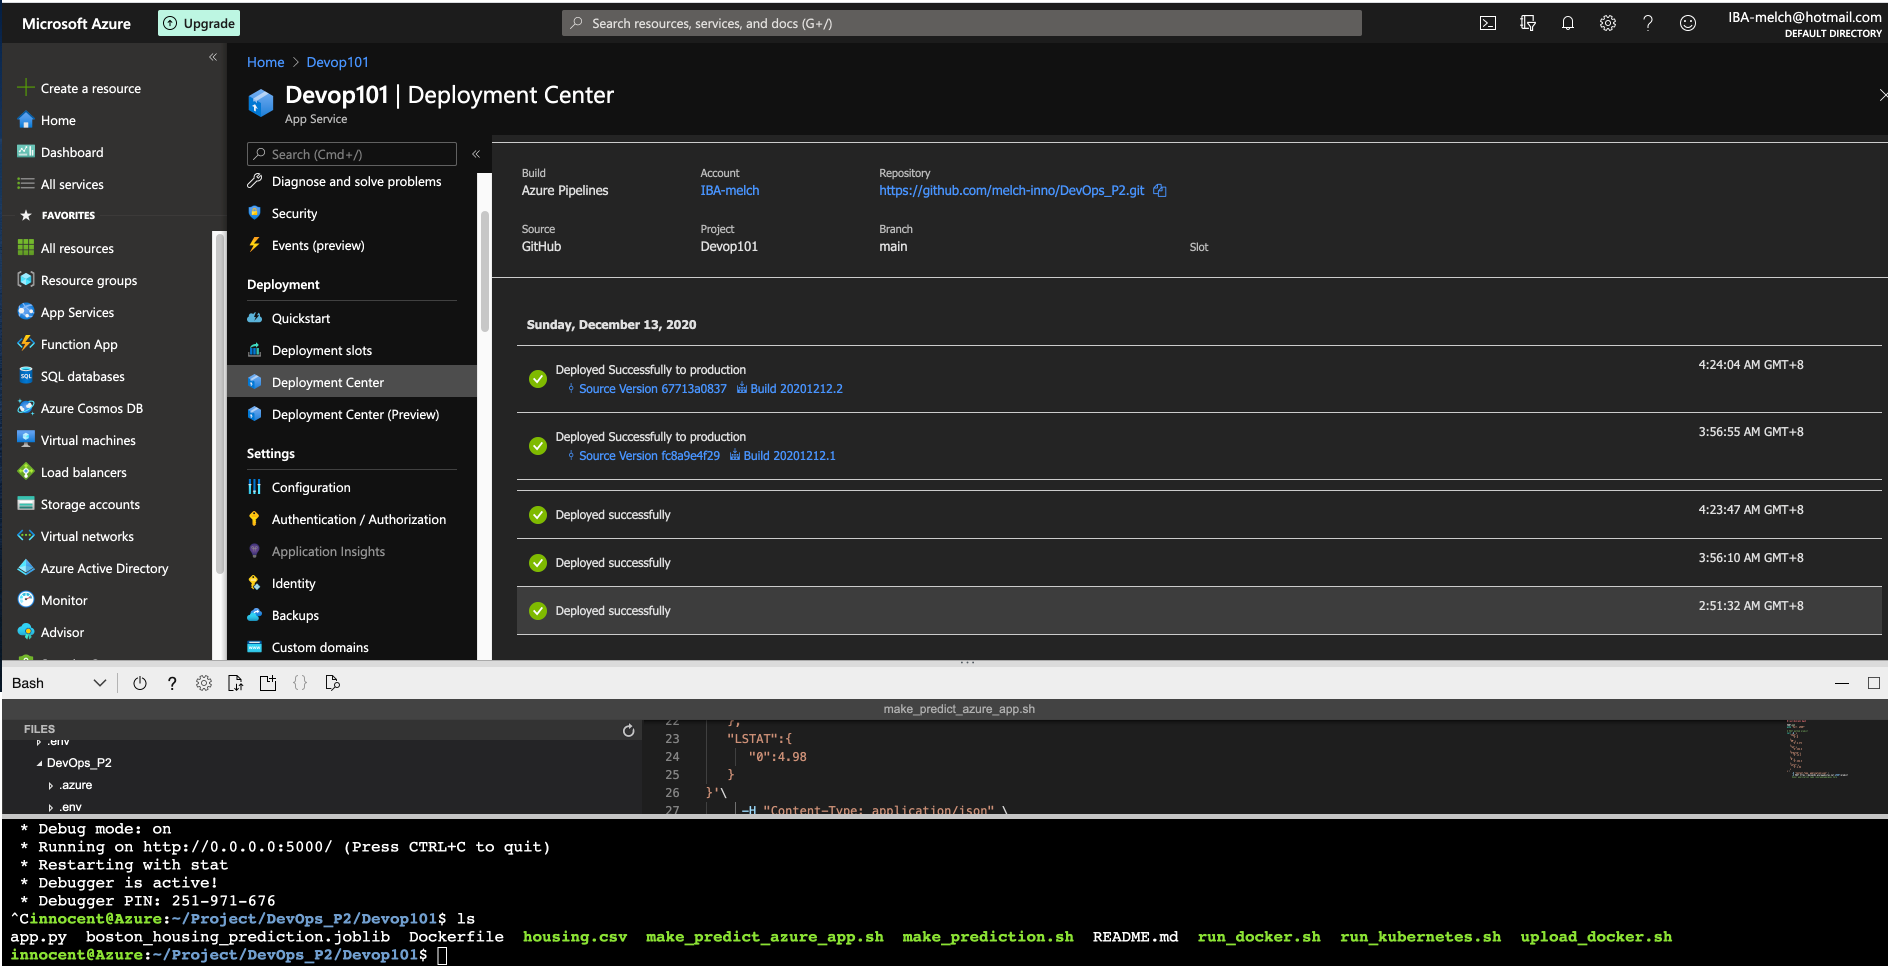 Microsoft Azure
Upgrade
Search resources, services, and docs (G+/)
IBA-melch@hotmail.com
DEFAULT DIRECTORY
Create a resource
Home
Dashboard
All services
FAVORITES
All resources
Resource groups
App Services
Function App
SQL databases
Azure Cosmos DB
Virtual machines
Load balancers
Storage accounts
Virtual networks
Azure Active Directory
Monitor
Advisor
Home > Devop101
Devop101 | Deployment Center
App Service
Search (Cmd+/)
Diagnose and solve problems
Security
Events (preview)
Deployment
Quickstart
Deployment slots
Deployment Center
Deployment Center (Preview)
Settings
Configuration
Authentication / Authorization
Application Insights
Identity
Backups
Custom domains
Build
Azure Pipelines
Account
IBA-melch
Repository
https://github.com/melch-inno/DevOps_P2.git
Source
GitHub
Project
Devop101
Branch
main
Slot
Sunday, December 13, 2020
Deployed Successfully to production
4:24:04 AM GMT+8
Source Version 67713a0837 Build 20201212.2
Deployed Successfully to production
3:56:55 AM GMT+8
Source Version fc8a9e4f29 Build 20201212.1
Deployed successfully
4:23:47 AM GMT+8
Deployed successfully
3:56:10 AM GMT+8
Deployed successfully
2:51:32 AM GMT+8
Bash
make_predict_azure_app.sh
FILES
.env
DevOps_P2
.azure
.env
22 },
23 "LSTAT":{
24 "0":4.98
25 }
26 }'\
27 -H "Content-Type: application/json" \
* Debug mode: on
* Running on http://0.0.0.0:5000/ (Press CTRL+C to quit)
* Restarting with stat
* Debugger is active!
* Debugger PIN: 251-971-676
^Cinnocent@Azure:~/Project/DevOps_P2/Devop101$ ls
app.py boston_housing_prediction.joblib Dockerfile housing.csv make_predict_azure_app.sh make_prediction.sh README.md run_docker.sh run_kubernetes.sh upload_docker.sh
innocent@Azure:~/Project/DevOps_P2/Devop101$